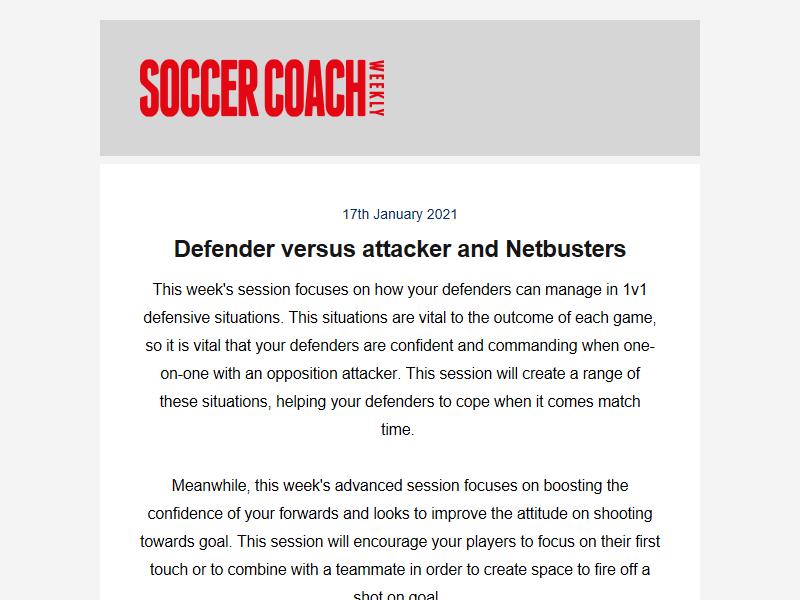 SOCCER COACH WEEKLY
17th January 2021
Defender versus attacker and Netbusters
This week's session focuses on how your defenders can manage in 1v1
defensive situations. This situations are vital to the outcome of each game,
so it is vital that your defenders are confident and commanding when one-
on-one with an opposition attacker. This session will create a range of
these situations, helping your defenders to cope when it comes match
time.
Meanwhile, this week's advanced session focuses on boosting the
confidence of your forwards and looks to improve the attitude on shooting
towards goal. This session will encourage your players to focus on their first
touch or to combine with a teammate in order to create space to fire off a
shot on goal.